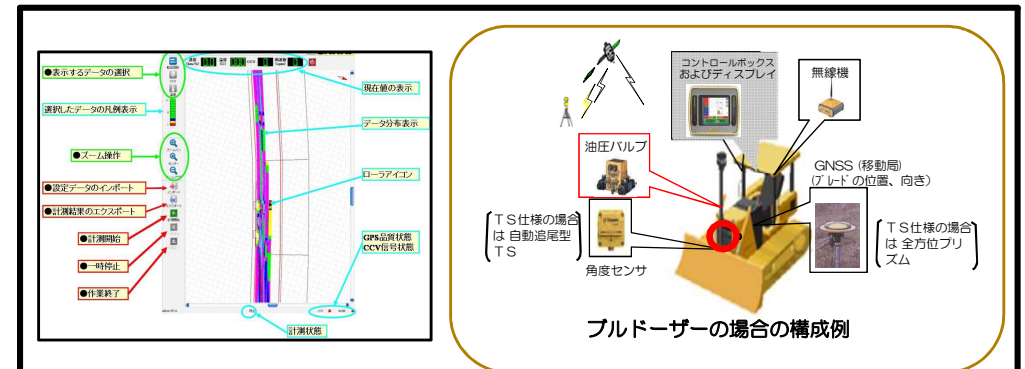 ●表示するデータの選択
選択したデータの凡例表示
●ズーム操作
●設定データのインポート
●計測結果のエクスポート
●計測開始
●一時停止
●作業終了
現在値の表示
データ分布表示
ローラアイコン
GPS品質状態
CCV信号状態
計測状態
コントロールボックス
およびディスプレイ
無線機
油圧バルブ
GNSS (移動局)
(ブレードの位置、向き)
TS仕様の場合
は 自動追尾型
TS
角度センサ
TS仕様の場合
は 全方位プリ
ズム
ブルドーザーの場合の構成例